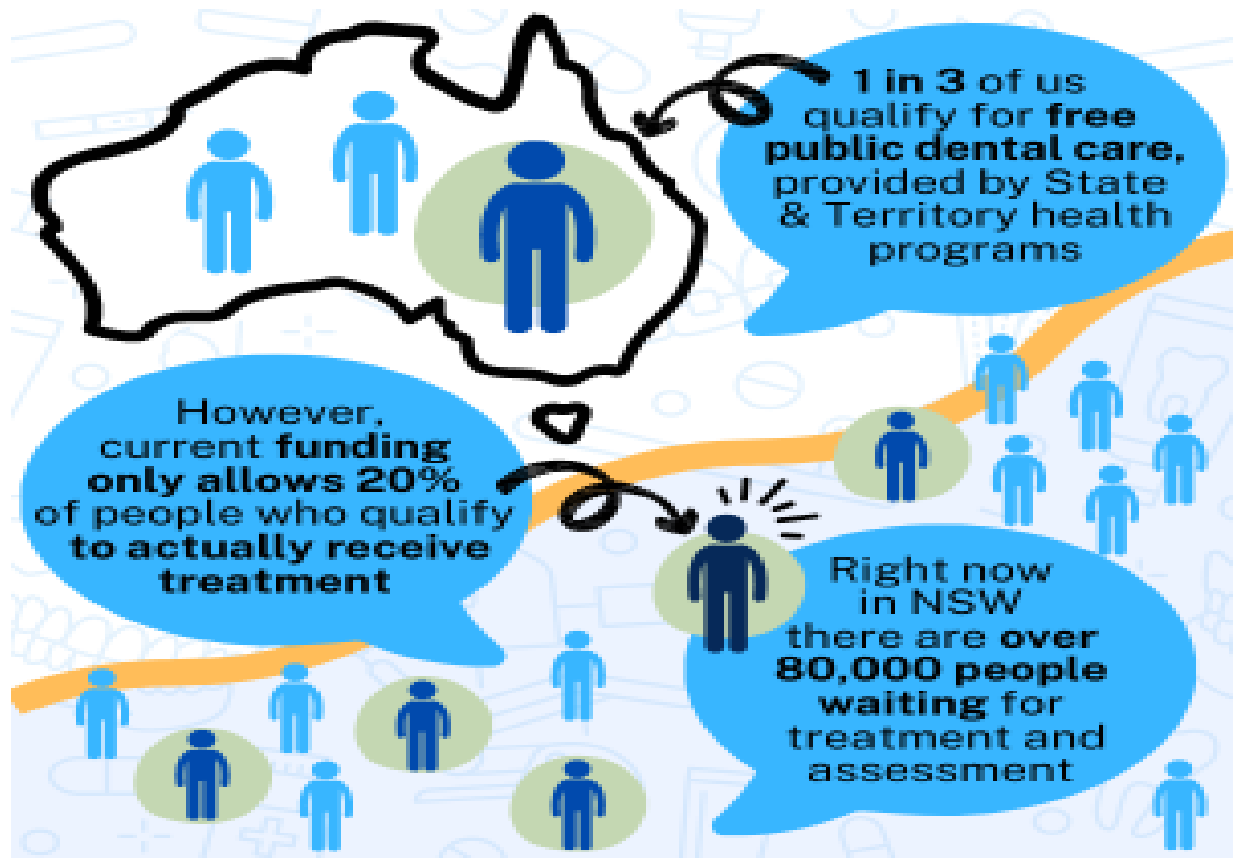 1 in 3 of us
qualify for free
public dental care,
provided by State
& Territory health
programs
However,
current funding
only allows 20%
of people who qualify
to actually receive
treatment
Right now
in NSW
there are over
80,000 people
waiting for
treatment and
assessment